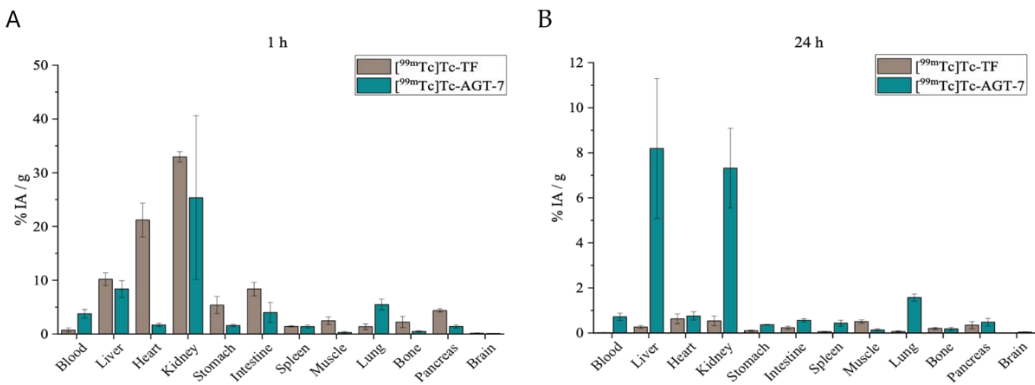 A
1 h
[⁹⁹ᵐTc]Tc-TF
[⁹⁹ᵐTc]Tc-AGT-7
% IA / g
50
40
30
20
10
0
Blood
Liver
Heart
Kidney
Stomach
Intestine
Spleen
Muscle
Lung
Bone
Pancreas
Brain
B
24 h
[⁹⁹ᵐTc]Tc-TF
[⁹⁹ᵐTc]Tc-AGT-7
% IA / g
12
10
8
6
4
2
0
Blood
Liver
Heart
Kidney
Stomach
Intestine
Spleen
Muscle
Lung
Bone
Pancreas
Brain